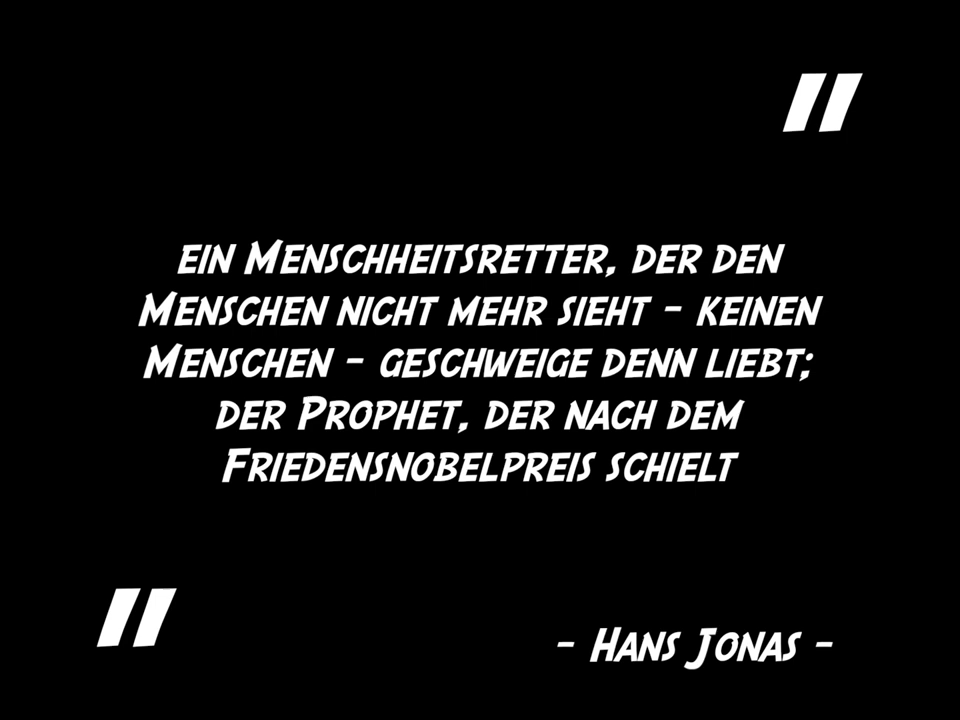 "
ein Menschheitsretter, der den
Menschen nicht mehr sieht - keinen
Menschen - geschweige denn liebt;
der Prophet, der nach dem
Friedensnobelpreis schielt
"
- Hans Jonas -